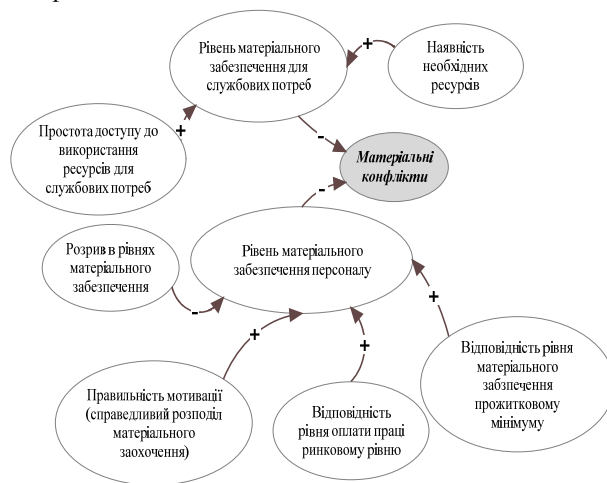 Рівень матеріального
забезпечення для
службових потреб
+
Наявність
необхідних
ресурсів
+
Простота доступу до
використання
ресурсів для
службових потреб
-
Матеріальні
конфлікти
-
Розрив в рівнях
матеріального
забезпечення
Рівень матеріального
забезпечення персоналу
-
+
+
+
Правильність мотивації
(справедливий розподіл
матеріального
заохочення)
Відповідність
рівня оплати праці
ринковому рівню
Відповідність рівня
матеріального
забзпечення
прожитковому
мінімуму